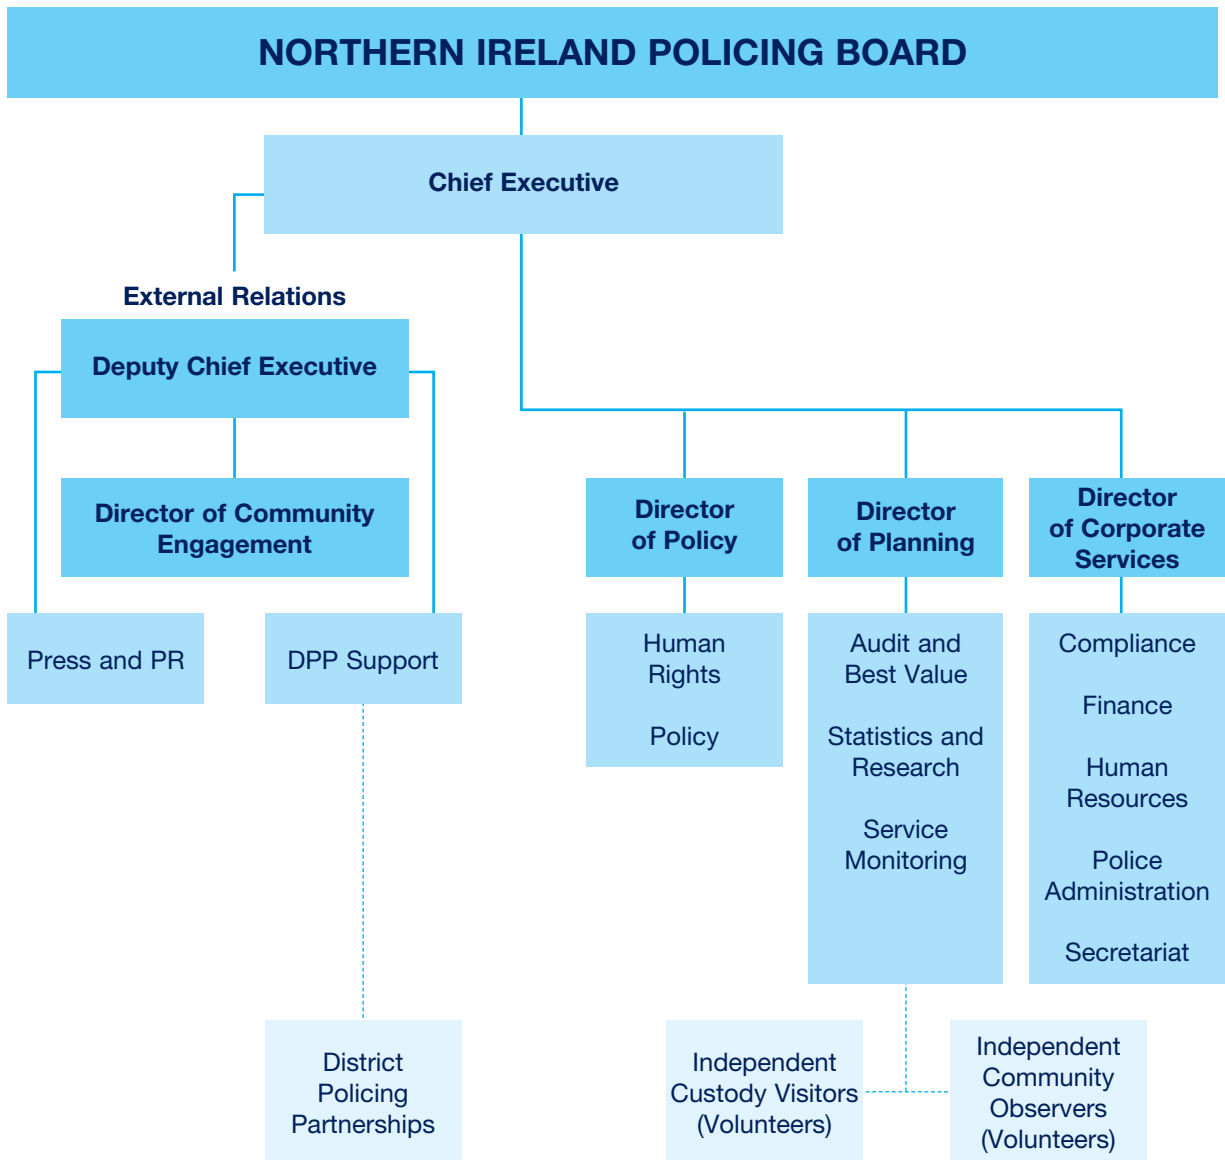 NORTHERN IRELAND POLICING BOARD
Chief Executive
External Relations
Deputy Chief Executive
Director of Community
Engagement
Press and PR
DPP Support
District
Policing
Partnerships
Director
of Policy
Human
Rights
Policy
Director
of Planning
Audit and
Best Value
Statistics and
Research
Service
Monitoring
Director
of Corporate
Services
Compliance
Finance
Human
Resources
Police
Administration
Secretariat
Independent
Custody Visitors
(Volunteers)
Independent
Community
Observers
(Volunteers)